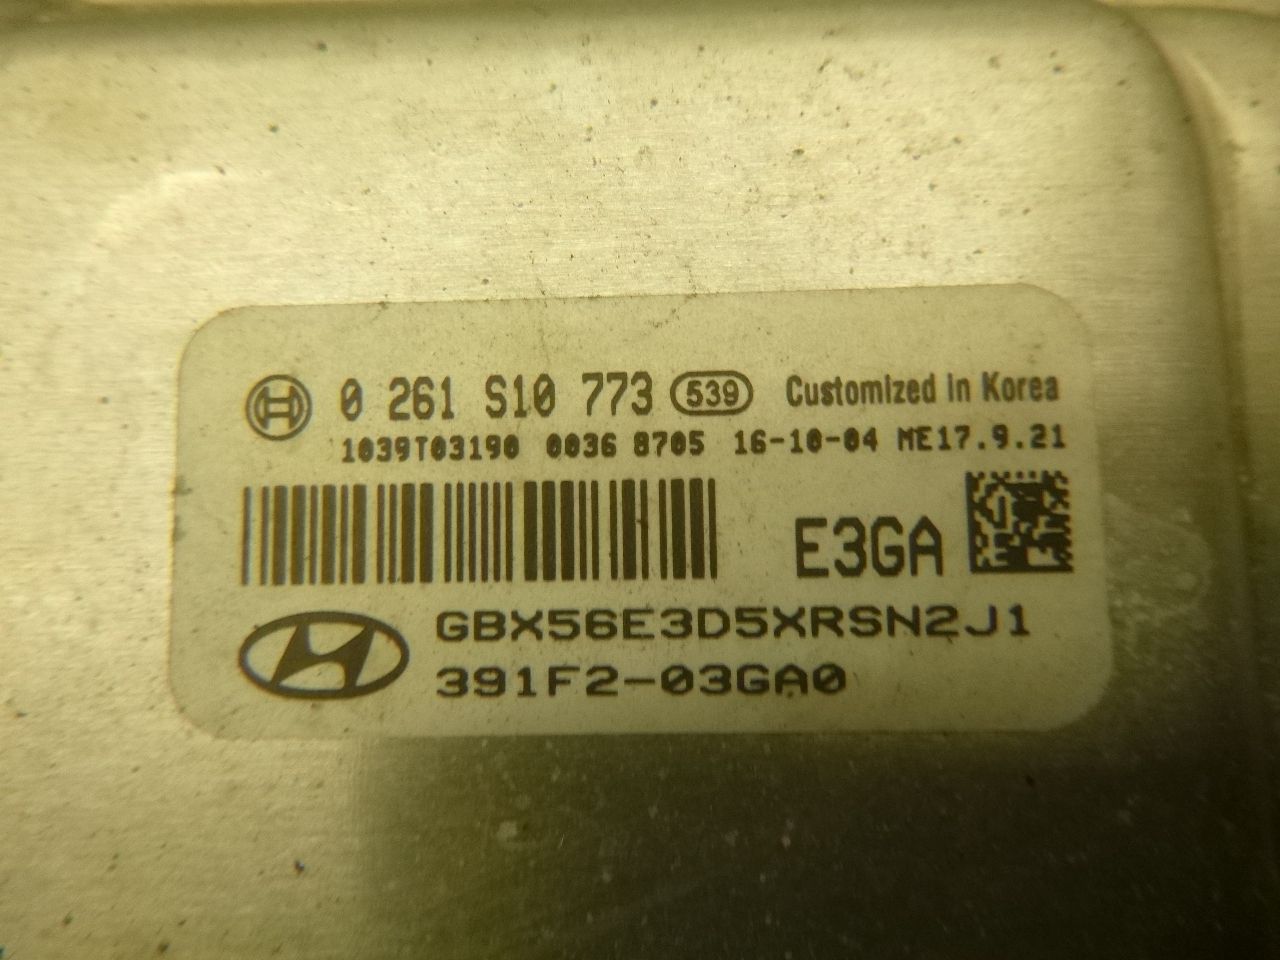 0 261 S10 773 539 Customized in Korea
1039T03190 0036 8705 16-10-04 ME17.9.21
E3GA
GBX56E3D5XRSN2J1
391F2-03GA0